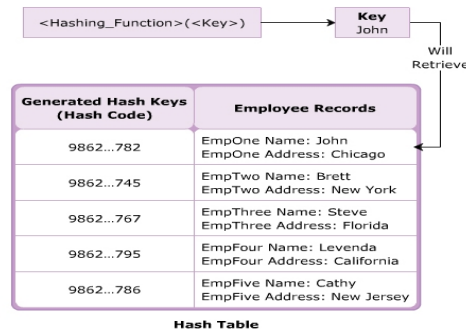 <Hashing_Function>(<Key>)
Key
John
Will
Retrieve
Generated Hash Keys
(Hash Code)
Employee Records
9862...782
EmpOne Name: John
EmpOne Address: Chicago
9862...745
EmpTwo Name: Brett
EmpTwo Address: New York
9862...767
EmpThree Name: Steve
EmpThree Address: Florida
9862...795
EmpFour Name: Levenda
EmpFour Address: California
9862...786
EmpFive Name: Cathy
EmpFive Address: New Jersey
Hash Table